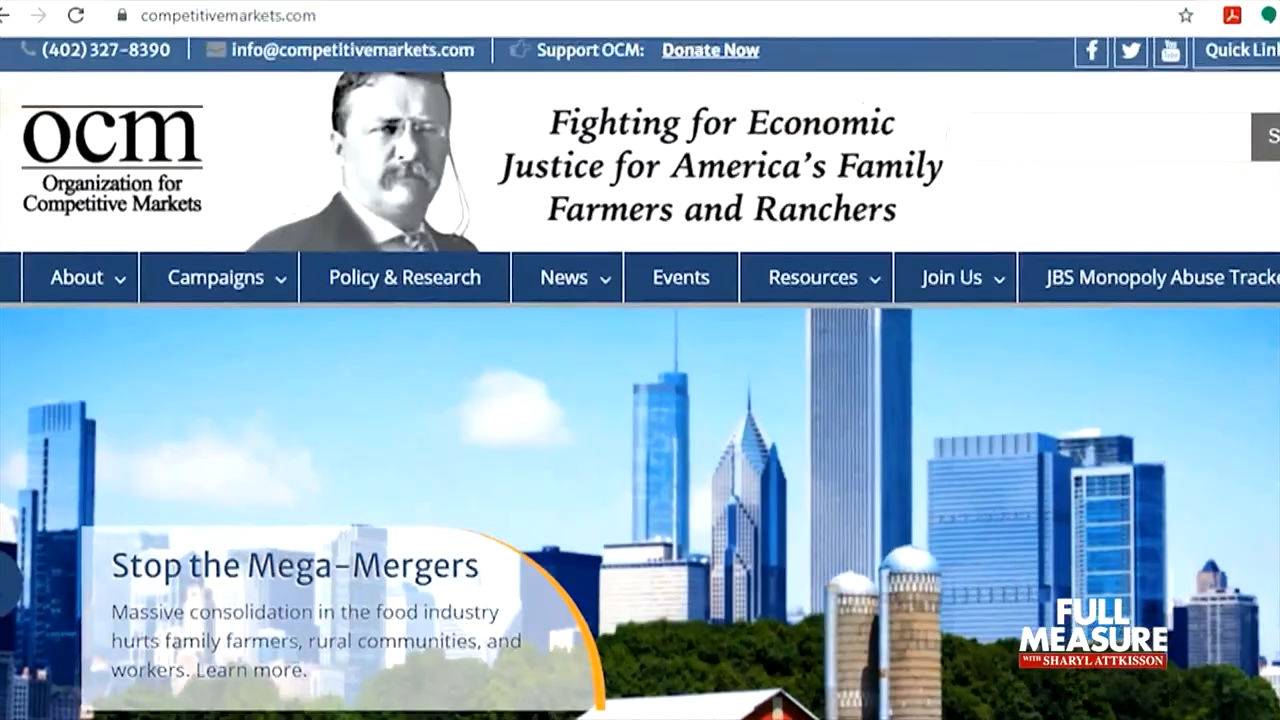 competitivemarkets.com
(402) 327-8390
info@competitivemarkets.com
Support OCM:
Donate Now
Quick Lin
ocm
Organization for
Competitive Markets
Fighting for Economic
Justice for America's Family
Farmers and Ranchers
S
About
Campaigns
Policy & Research
News
Events
Resources
Join Us
JBS Monopoly Abuse Tracke
Stop the Mega-Mergers
Massive consolidation in the food industry
hurts family farmers, rural communities, and
workers. Learn more.
FULL
MEASURE
WITH SHARYL ATTKISSON